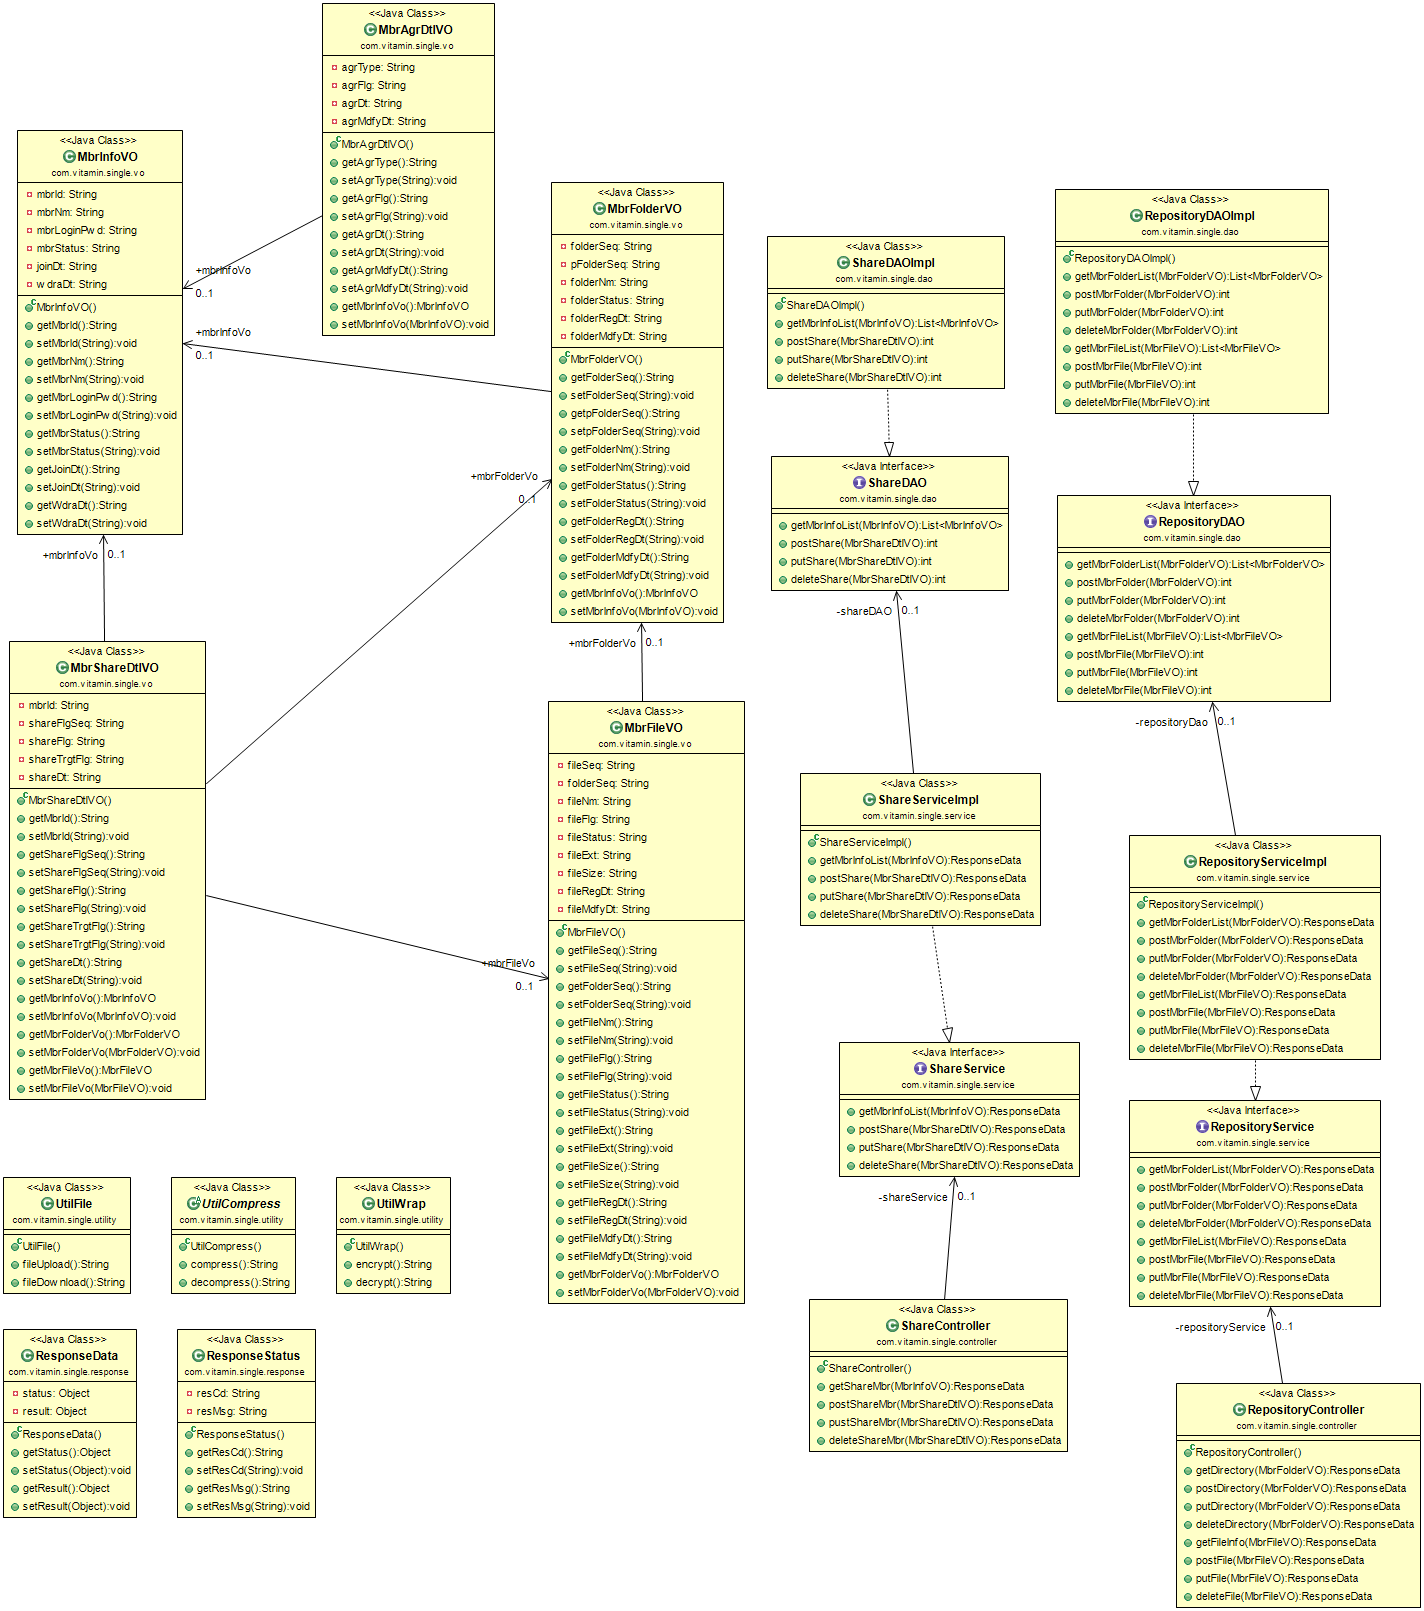 <<Java Class>>
MbrAgrDtlVO
com.vitamin.single.vo
agrType: String
agrFlg: String
agrDt: String
agrMdfyDt: String
MbrAgrDtlVO()
getAgrType():String
setAgrType(String):void
getAgrFlg():String
setAgrFlg(String):void
getAgrDt():String
setAgrDt(String):void
getAgrMdfyDt():String
setAgrMdfyDt(String):void
getMbrInfoVo():MbrInfoVO
setMbrInfoVo(MbrInfoVO):void
<<Java Class>>
MbrInfoVO
com.vitamin.single.vo
mbrId: String
mbrNm: String
mbrLoginPwd: String
mbrStatus: String
joinDt: String
wdraDt: String
MbrInfoVO()
getMbrId():String
setMbrId(String):void
getMbrNm():String
setMbrNm(String):void
getMbrLoginPwd():String
setMbrLoginPwd(String):void
getMbrStatus():String
setMbrStatus(String):void
getJoinDt():String
setJoinDt(String):void
getWdraDt():String
setWdraDt(String):void
+mbrInfoVo
0..1
+mbrInfoVo
0..1
+mbrInfoVo 0..1
<<Java Class>>
MbrFolderVO
com.vitamin.single.vo
folderSeq: String
pFolderSeq: String
folderNm: String
folderStatus: String
folderRegDt: String
folderMdfyDt: String
MbrFolderVO()
getFolderSeq():String
setFolderSeq(String):void
getpFolderSeq():String
setpFolderSeq(String):void
getFolderNm():String
setFolderNm(String):void
getFolderStatus():String
setFolderStatus(String):void
getFolderRegDt():String
setFolderRegDt(String):void
getFolderMdfyDt():String
setFolderMdfyDt(String):void
getMbrInfoVo():MbrInfoVO
setMbrInfoVo(MbrInfoVO):void
+mbrFolderVo
0..1
+mbrFolderVo 0..1
<<Java Class>>
MbrShareDtlVO
com.vitamin.single.vo
mbrId: String
shareFlgSeq: String
shareFlg: String
shareTrgtFlg: String
shareDt: String
MbrShareDtlVO()
getMbrId():String
setMbrId(String):void
getShareFlgSeq():String
setShareFlgSeq(String):void
getShareFlg():String
setShareFlg(String):void
getShareTrgtFlg():String
setShareTrgtFlg(String):void
getShareDt():String
setShareDt(String):void
getMbrInfoVo():MbrInfoVO
setMbrInfoVo(MbrInfoVO):void
getMbrFolderVo():MbrFolderVO
setMbrFolderVo(MbrFolderVO):void
getMbrFileVo():MbrFileVO
setMbrFileVo(MbrFileVO):void
+mbrFileVo
0..1
<<Java Class>>
MbrFileVO
com.vitamin.single.vo
fileSeq: String
folderSeq: String
fileNm: String
fileFlg: String
fileStatus: String
fileExt: String
fileSize: String
fileRegDt: String
fileMdfyDt: String
MbrFileVO()
getFileSeq():String
setFileSeq(String):void
getFolderSeq():String
setFolderSeq(String):void
getFileNm():String
setFileNm(String):void
getFileFlg():String
setFileFlg(String):void
getFileStatus():String
setFileStatus(String):void
getFileExt():String
setFileExt(String):void
getFileSize():String
setFileSize(String):void
getFileRegDt():String
setFileRegDt(String):void
getFileMdfyDt():String
setFileMdfyDt(String):void
getMbrFolderVo():MbrFolderVO
setMbrFolderVo(MbrFolderVO):void
<<Java Class>>
UtilFile
com.vitamin.single.utility
UtilFile()
fileUpload():String
fileDownload():String
<<Java Class>>
UtilCompress
com.vitamin.single.utility
UtilCompress()
compress():String
decompress():String
<<Java Class>>
UtilWrap
com.vitamin.single.utility
UtilWrap()
encrypt():String
decrypt():String
<<Java Class>>
ResponseData
com.vitamin.single.response
status: Object
result: Object
ResponseData()
getStatus():Object
setStatus(Object):void
getResult():Object
setResult(Object):void
<<Java Class>>
ResponseStatus
com.vitamin.single.response
resCd: String
resMsg: String
ResponseStatus()
getResCd():String
setResCd(String):void
getResMsg():String
setResMsg(String):void
<<Java Class>>
ShareDAOImpl
com.vitamin.single.dao
ShareDAOImpl()
getMbrInfoList(MbrInfoVO):List<MbrInfoVO>
postShare(MbrShareDtlVO):int
putShare(MbrShareDtlVO):int
deleteShare(MbrShareDtlVO):int
<<Java Interface>>
ShareDAO
com.vitamin.single.dao
getMbrInfoList(MbrInfoVO):List<MbrInfoVO>
postShare(MbrShareDtlVO):int
putShare(MbrShareDtlVO):int
deleteShare(MbrShareDtlVO):int
-shareDAO 0..1
<<Java Class>>
ShareServiceImpl
com.vitamin.single.service
ShareServiceImpl()
getMbrInfoList(MbrInfoVO):ResponseData
postShare(MbrShareDtlVO):ResponseData
putShare(MbrShareDtlVO):ResponseData
deleteShare(MbrShareDtlVO):ResponseData
<<Java Interface>>
ShareService
com.vitamin.single.service
getMbrInfoList(MbrInfoVO):ResponseData
postShare(MbrShareDtlVO):ResponseData
putShare(MbrShareDtlVO):ResponseData
deleteShare(MbrShareDtlVO):ResponseData
-shareService 0..1
<<Java Class>>
ShareController
com.vitamin.single.controller
ShareController()
getShareMbr(MbrInfoVO):ResponseData
postShareMbr(MbrShareDtlVO):ResponseData
pustShareMbr(MbrShareDtlVO):ResponseData
deleteShareMbr(MbrShareDtlVO):ResponseData
<<Java Class>>
RepositoryDAOImpl
com.vitamin.single.dao
RepositoryDAOImpl()
getMbrFolderList(MbrFolderVO):List<MbrFolderVO>
postMbrFolder(MbrFolderVO):int
putMbrFolder(MbrFolderVO):int
deleteMbrFolder(MbrFolderVO):int
getMbrFileList(MbrFileVO):List<MbrFileVO>
postMbrFile(MbrFileVO):int
putMbrFile(MbrFileVO):int
deleteMbrFile(MbrFileVO):int
<<Java Interface>>
RepositoryDAO
com.vitamin.single.dao
getMbrFolderList(MbrFolderVO):List<MbrFolderVO>
postMbrFolder(MbrFolderVO):int
putMbrFolder(MbrFolderVO):int
deleteMbrFolder(MbrFolderVO):int
getMbrFileList(MbrFileVO):List<MbrFileVO>
postMbrFile(MbrFileVO):int
putMbrFile(MbrFileVO):int
deleteMbrFile(MbrFileVO):int
-repositoryDao 0..1
<<Java Class>>
RepositoryServiceImpl
com.vitamin.single.service
RepositoryServiceImpl()
getMbrFolderList(MbrFolderVO):ResponseData
postMbrFolder(MbrFolderVO):ResponseData
putMbrFolder(MbrFolderVO):ResponseData
deleteMbrFolder(MbrFolderVO):ResponseData
getMbrFileList(MbrFileVO):ResponseData
postMbrFile(MbrFileVO):ResponseData
putMbrFile(MbrFileVO):ResponseData
deleteMbrFile(MbrFileVO):ResponseData
<<Java Interface>>
RepositoryService
com.vitamin.single.service
getMbrFolderList(MbrFolderVO):ResponseData
postMbrFolder(MbrFolderVO):ResponseData
putMbrFolder(MbrFolderVO):ResponseData
deleteMbrFolder(MbrFolderVO):ResponseData
getMbrFileList(MbrFileVO):ResponseData
postMbrFile(MbrFileVO):ResponseData
putMbrFile(MbrFileVO):ResponseData
deleteMbrFile(MbrFileVO):ResponseData
-repositoryService 0..1
<<Java Class>>
RepositoryController
com.vitamin.single.controller
RepositoryController()
getDirectory(MbrFolderVO):ResponseData
postDirectory(MbrFolderVO):ResponseData
putDirectory(MbrFolderVO):ResponseData
deleteDirectory(MbrFolderVO):ResponseData
getFileInfo(MbrFileVO):ResponseData
postFile(MbrFileVO):ResponseData
putFile(MbrFileVO):ResponseData
deleteFile(MbrFileVO):ResponseData